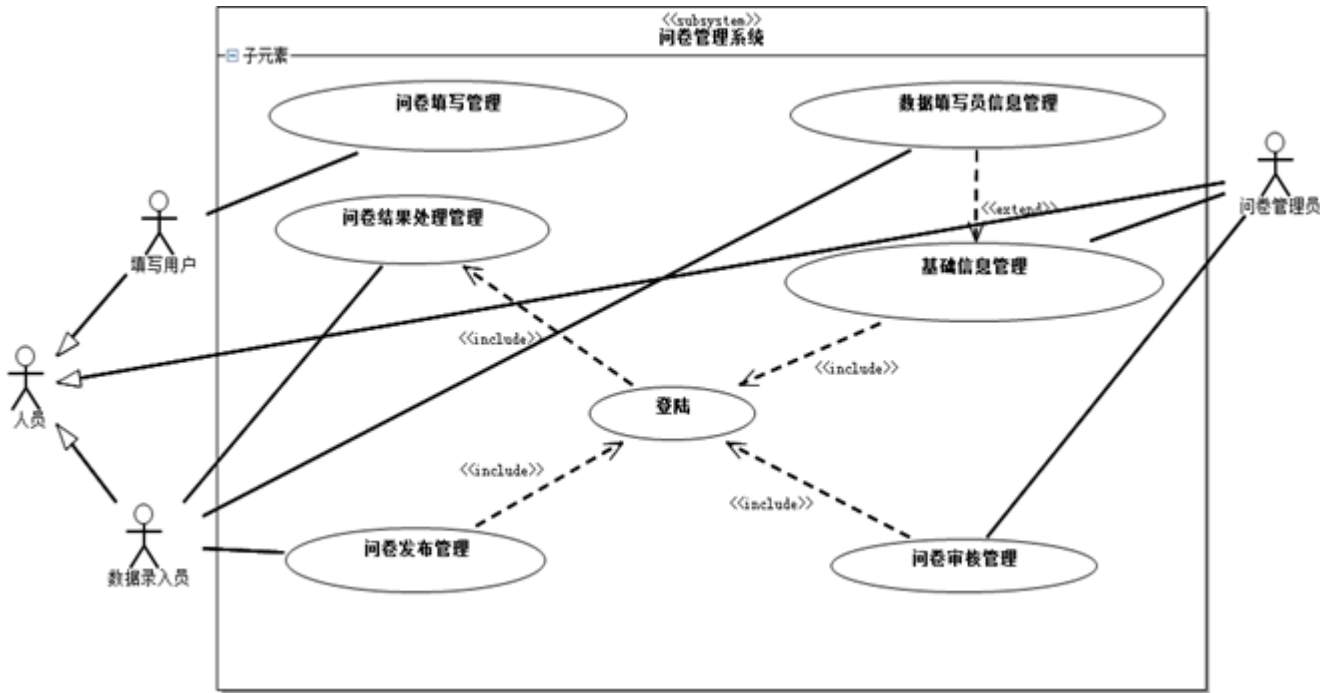 <<subsystem>>
问卷管理系统
子元素
问卷填写管理
数据填写员信息管理
问卷结果处理管理
<<extend>>
问卷管理员
填写用户
基础信息管理
<<include>>
<<include>>
人员
登陆
<<include>>
<<include>>
问卷发布管理
问卷审核管理
数据录入员